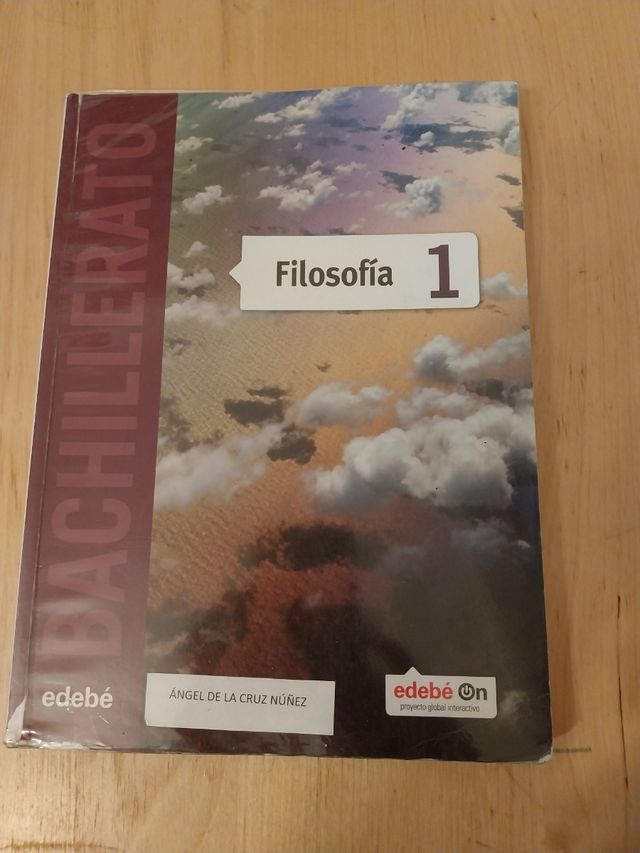 BACHILLERATO
Filosofía 1
edebé
ÁNGEL DE LA CRUZ NÚÑEZ
edebé On
proyecto global interactivo